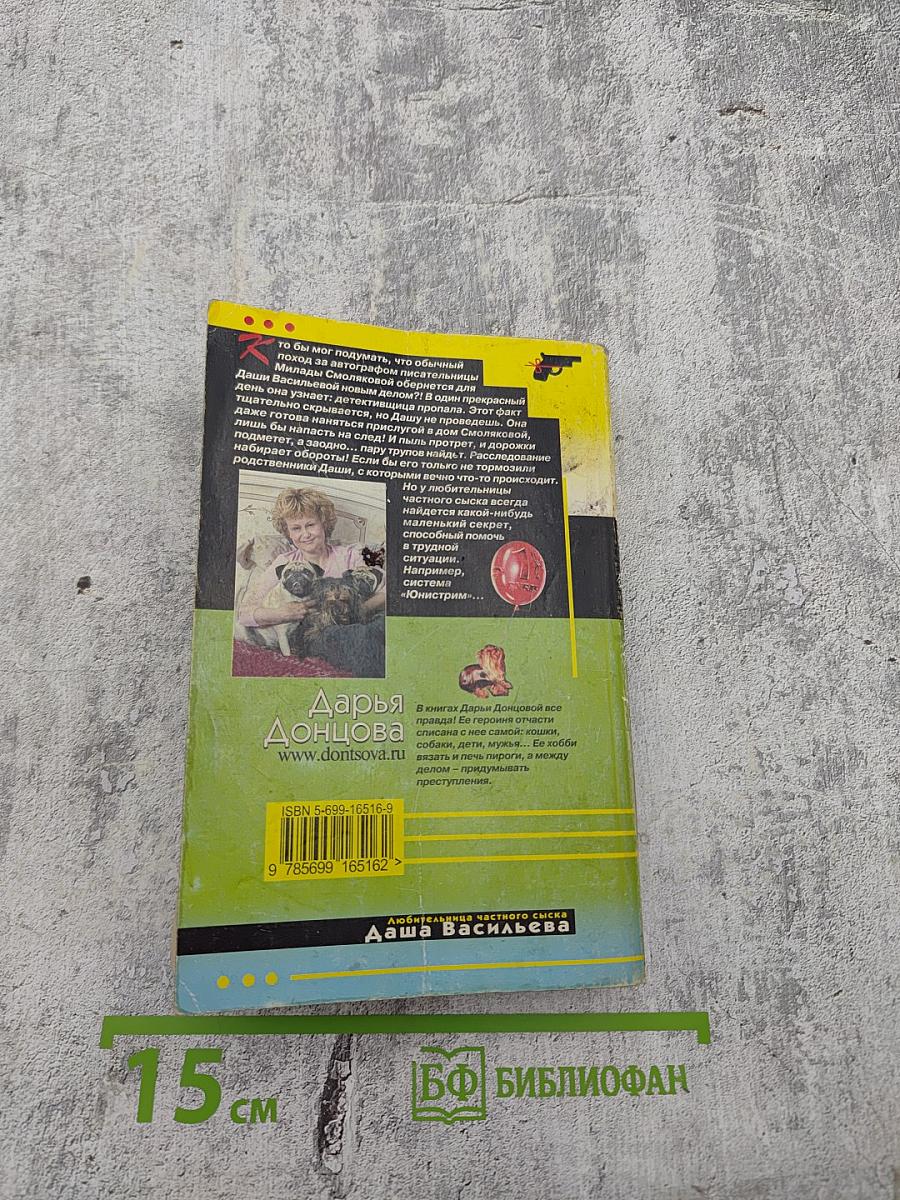 Кто бы мог подумать, что обычный
поход за автографом писательницы
Милады Смоляковой обернется для
Даши Васильевой новым делом?! В один прекрасный
день она узнает: детективщица пропала. Этот факт
тщательно скрывается, но Дашу не проведешь. Она
даже готова наняться прислугой в дом Смоляковой,
лишь бы напасть на след! И пыль протрет, и дорожки
подметет, а заодно... пару трупов найдет. Расследование
набирает обороты! Если бы его только не тормозили
родственники Даши, с которыми вечно что-то происходит.
Но у любительницы
частного сыска всегда
найдется какой-нибудь
маленький секрет,
способный помочь
в трудной
ситуации.
Например,
система
«Юнистрим»...
Дарья
Донцова
www.dontsova.ru
В книгах Дарьи Донцовой все
правда! Ее героиня отчасти
списана с нее самой: кошки,
собаки, дети, мужья... Ее хобби
вязать и печь пироги, а между
делом – придумывать
преступления.
ISBN 5-699-16516-9
9 785699 165162 >
Любительница частного сыска
Даша Васильева
15 см
БФ БИБЛИОФАН